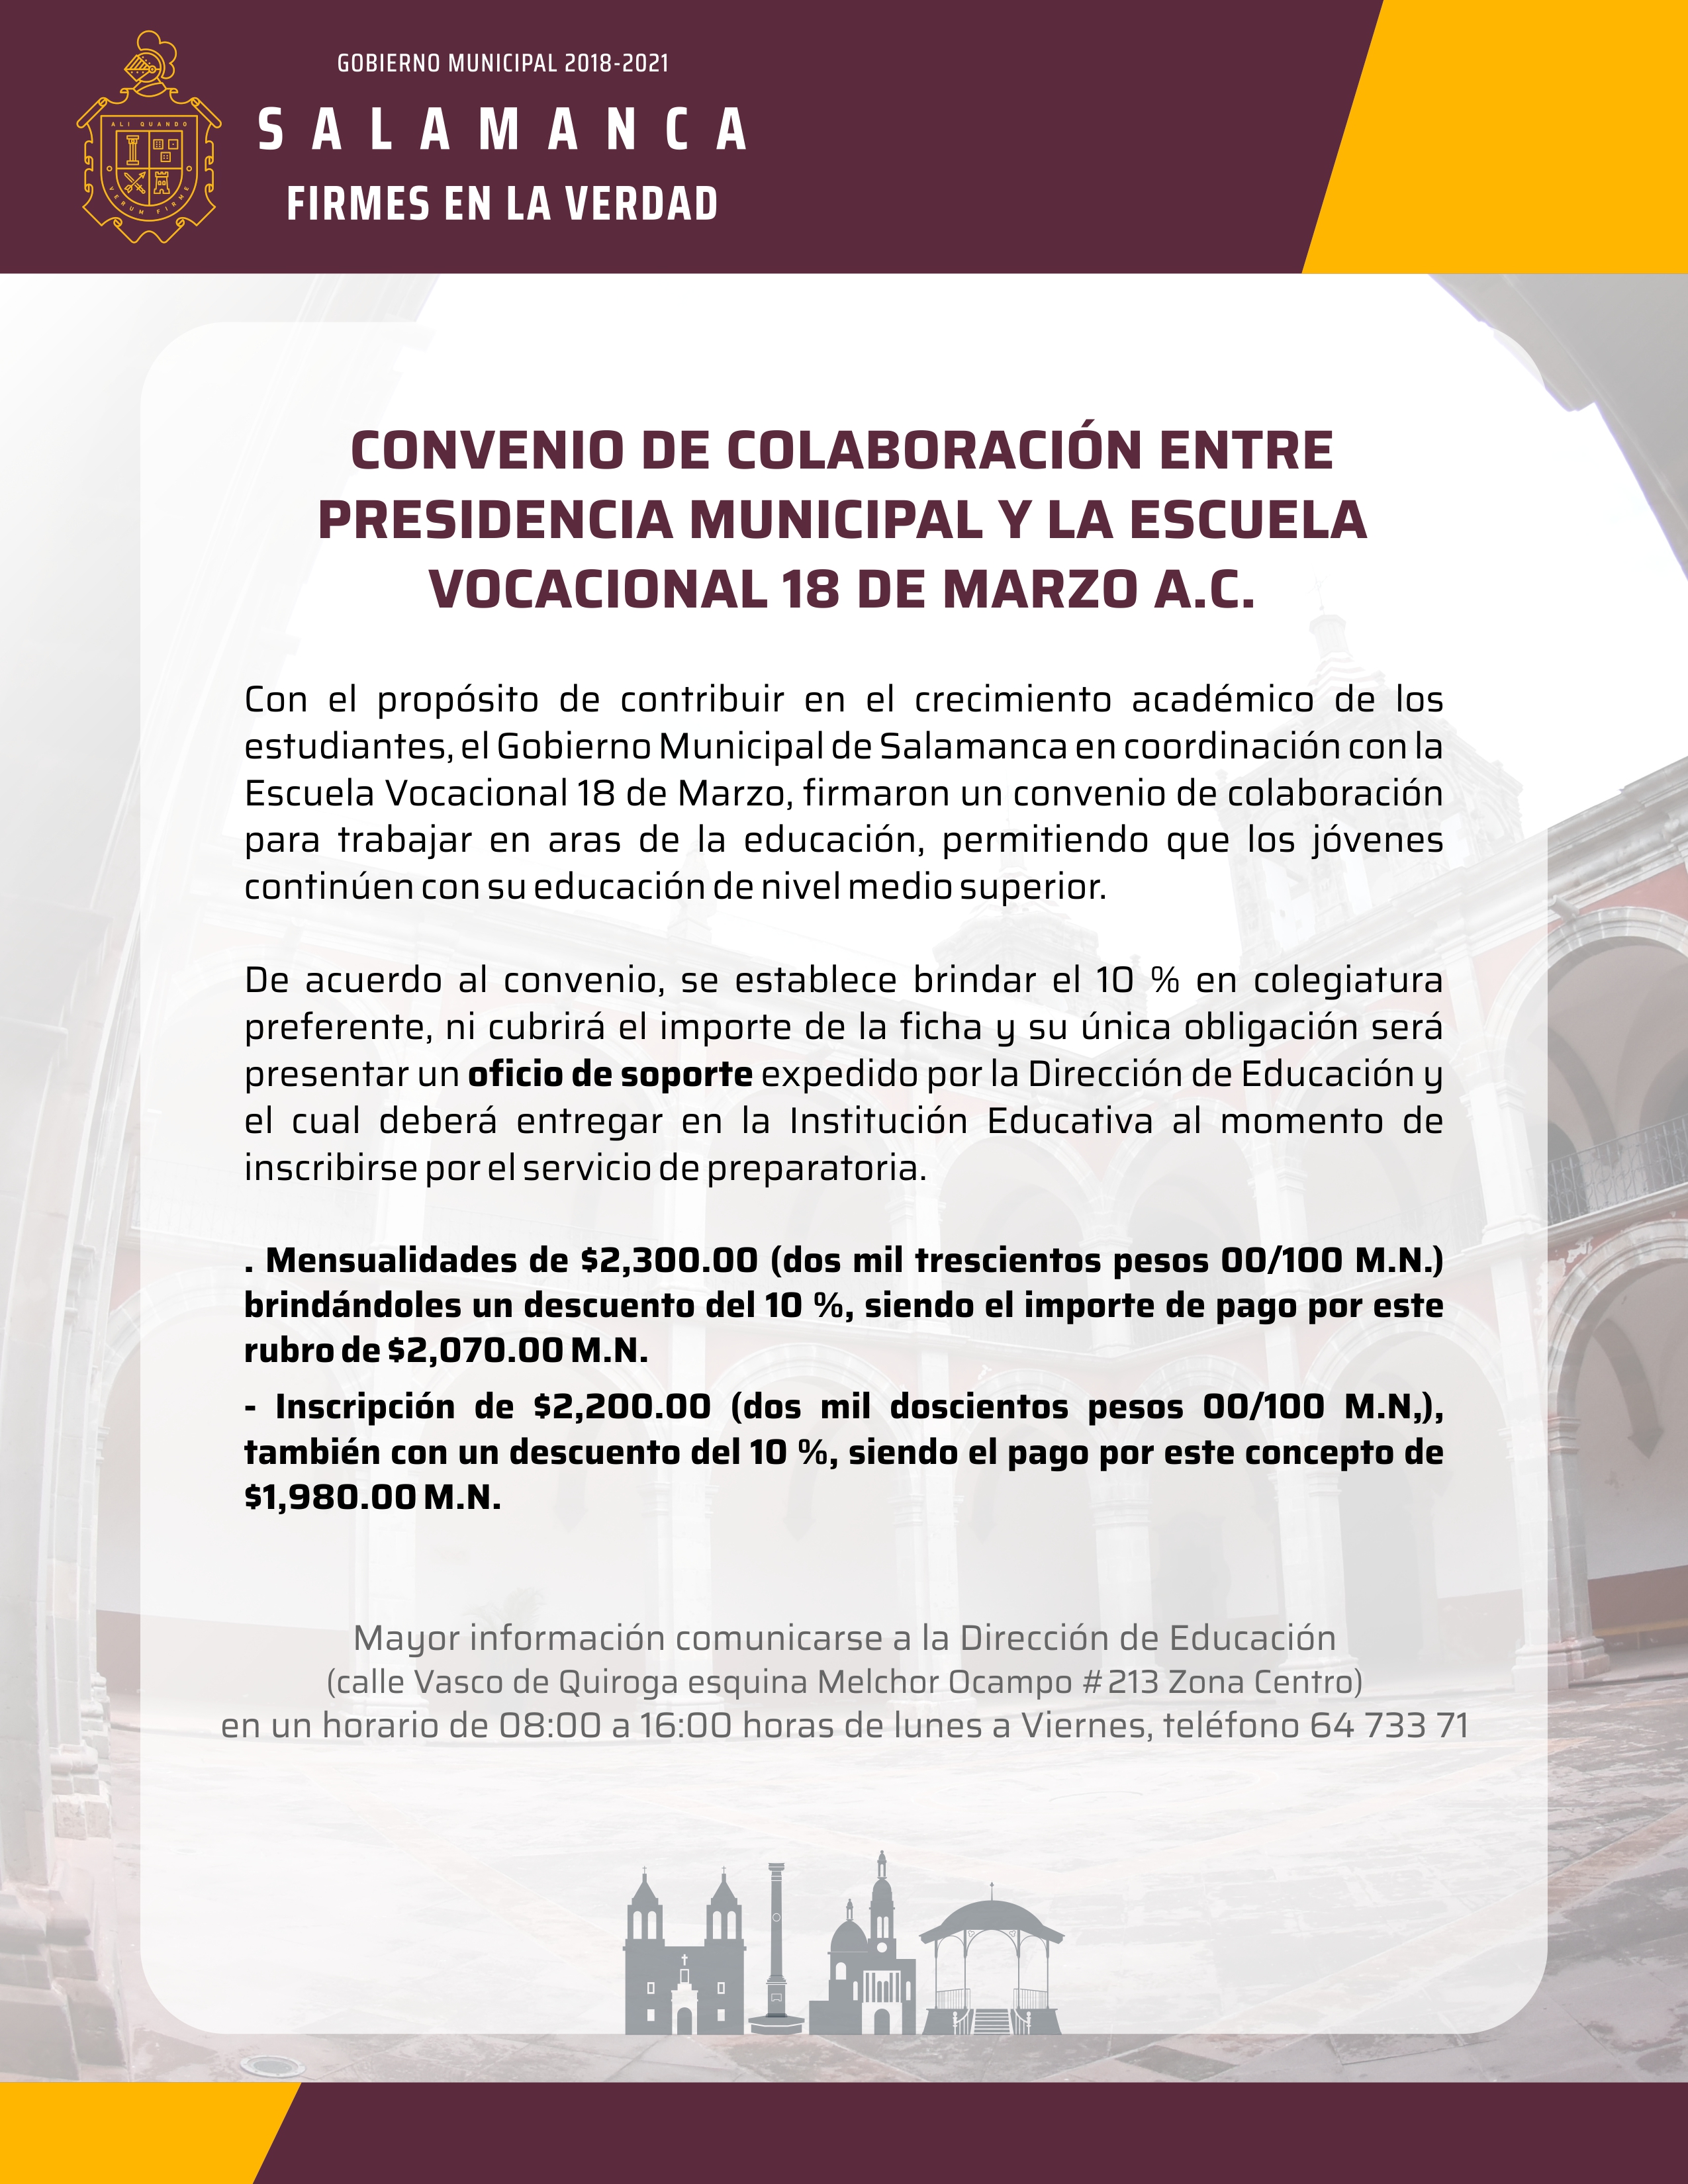 GOBIERNO MUNICIPAL 2018-2021
SALAMANCA
FIRMES EN LA VERDAD
ALI QUANDO
VERUM FIRME
CONVENIO DE COLABORACIÓN ENTRE
PRESIDENCIA MUNICIPAL Y LA ESCUELA
VOCACIONAL 18 DE MARZO A.C.
Con el propósito de contribuir en el crecimiento académico de los
estudiantes, el Gobierno Municipal de Salamanca en coordinación con la
Escuela Vocacional 18 de Marzo, firmaron un convenio de colaboración
para trabajar en aras de la educación, permitiendo que los jóvenes
continúen con su educación de nivel medio superior.
De acuerdo al convenio, se establece brindar el 10 % en colegiatura
preferente, ni cubrirá el importe de la ficha y su única obligación será
presentar un oficio de soporte expedido por la Dirección de Educación y
el cual deberá entregar en la Institución Educativa al momento de
inscribirse por el servicio de preparatoria.
. Mensualidades de $2,300.00 (dos mil trescientos pesos 00/100 M.N.)
brindándoles un descuento del 10 %, siendo el importe de pago por este
rubro de $2,070.00 M.N.
- Inscripción de $2,200.00 (dos mil doscientos pesos 00/100 M.N,),
también con un descuento del 10 %, siendo el pago por este concepto de
$1,980.00 M.N.
Mayor información comunicarse a la Dirección de Educación
(calle Vasco de Quiroga esquina Melchor Ocampo #213 Zona Centro)
en un horario de 08:00 a 16:00 horas de lunes a Viernes, teléfono 64 733 71